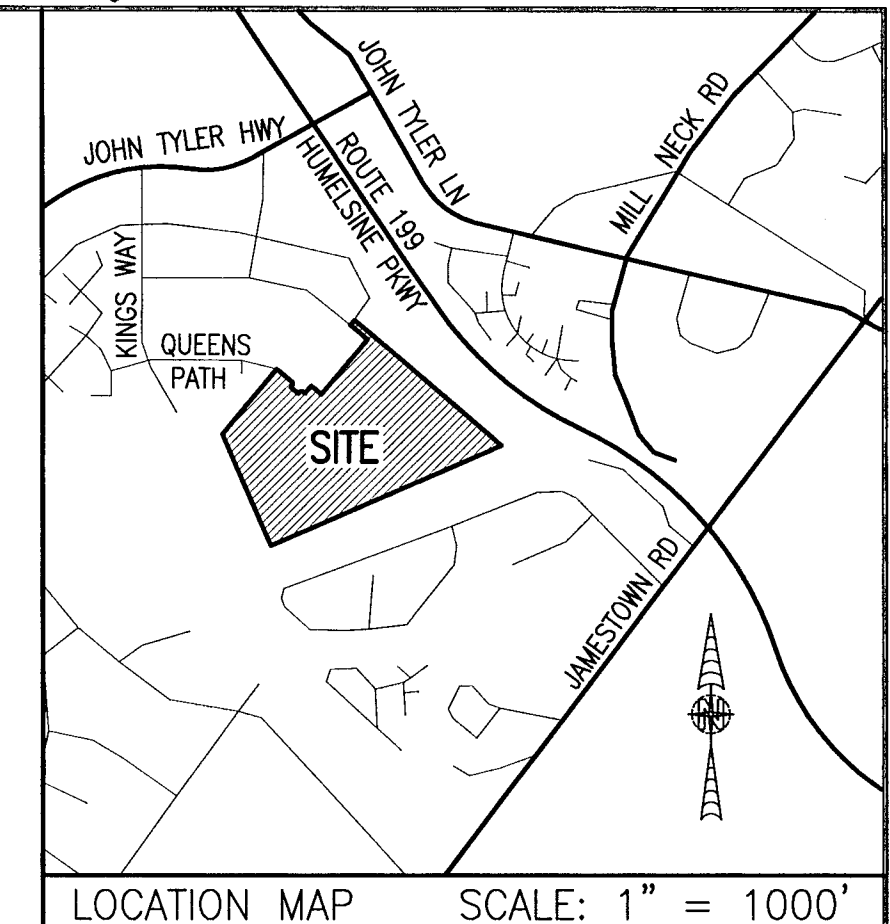 JOHN TYLER HWY
JOHN TYLER LN
ROUTE 199
HUMELSINE PKWY
MILL NECK RD
KINGS WAY
QUEENS
PATH
SITE
JAMESTOWN RD
N
LOCATION MAP SCALE: 1" = 1000'